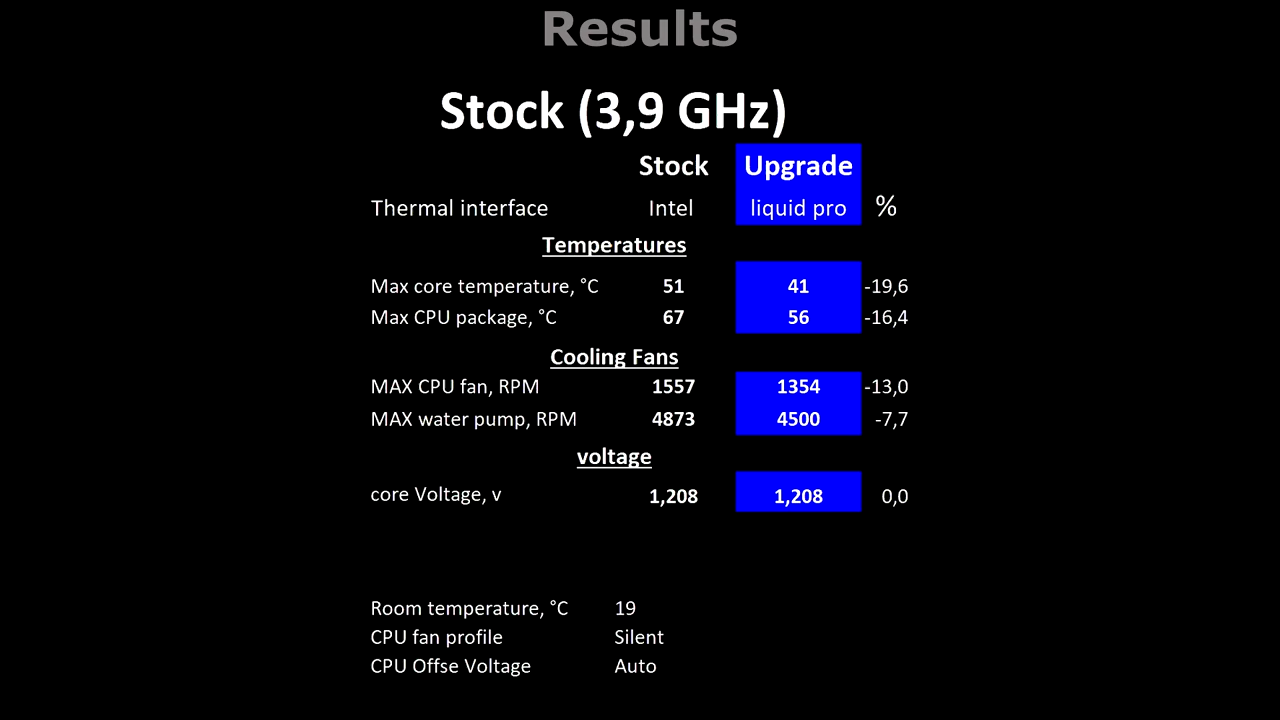 Results
Stock (3,9 GHz)
Stock Upgrade
Thermal interface Intel liquid pro %
Temperatures
Max core temperature, °C 51 41 -19,6
Max CPU package, °C 67 56 -16,4
Cooling Fans
MAX CPU fan, RPM 1557 1354 -13,0
MAX water pump, RPM 4873 4500 -7,7
voltage
core Voltage, v 1,208 1,208 0,0
Room temperature, °C 19
CPU fan profile Silent
CPU Offse Voltage Auto